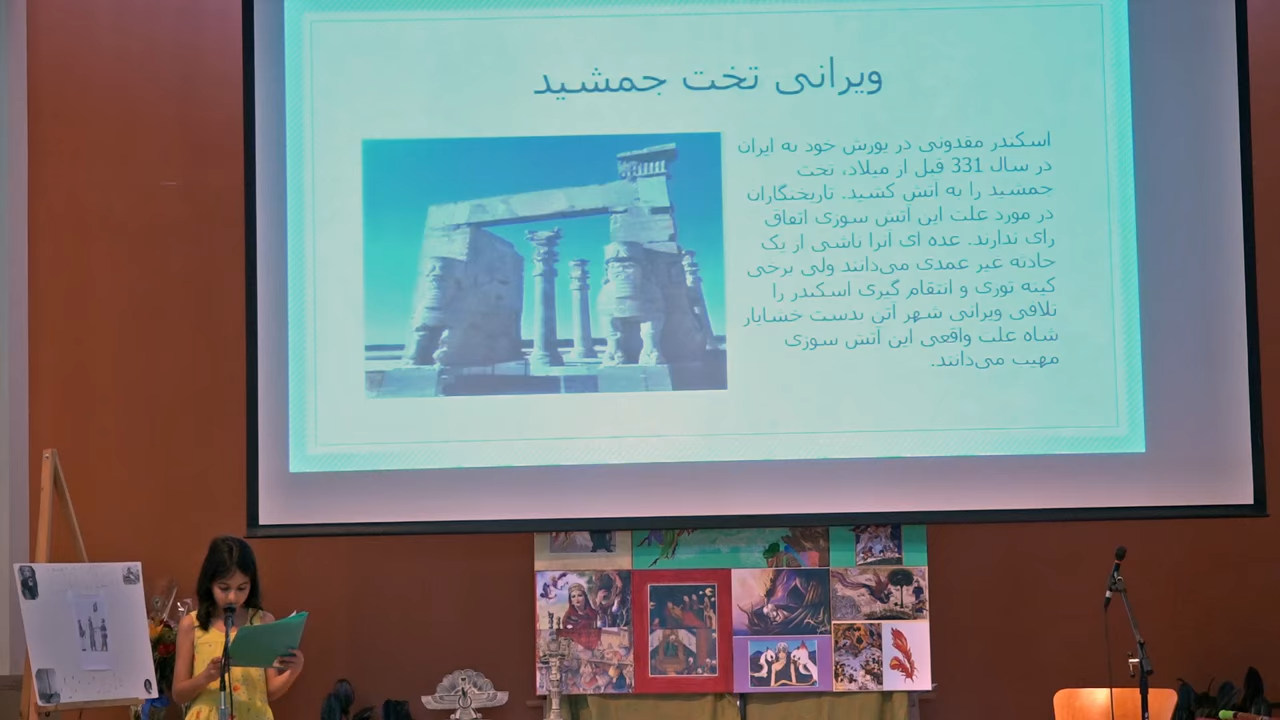 ویرانی تخت جمشید
اسکندر مقدونی در یورش خود به ایران
در سال 331 قبل از میلاد، تخت
جمشید را به آتش کشید. تاریخنگاران
در مورد علت این آتش سوزی اتفاق
رای ندارند. عده ای آنرا ناشی از یک
حادثه غیر عمدی می‌دانند ولی برخی
کینه توزی و انتقام گیری اسکندر را
تلافی ویرانی شهر آتن بدست خشایار
شاه علت واقعی این آتش سوزی
مهیب می‌دانند.